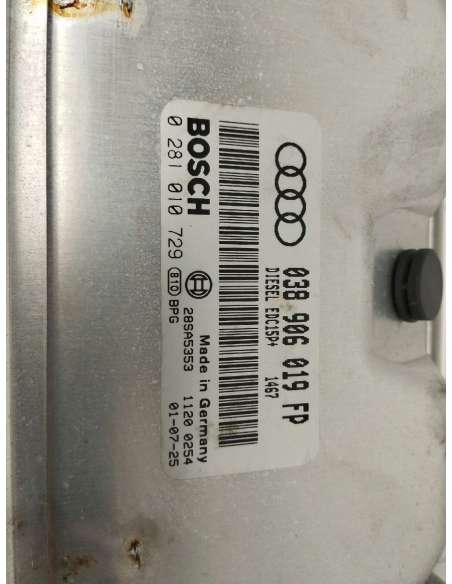 038 906 019 FP
DIESEL EDC15P+ 1467
BOSCH
0 281 010 729
810 BPG
28SA5353
Made in Germany
1120 0254
01-07-25